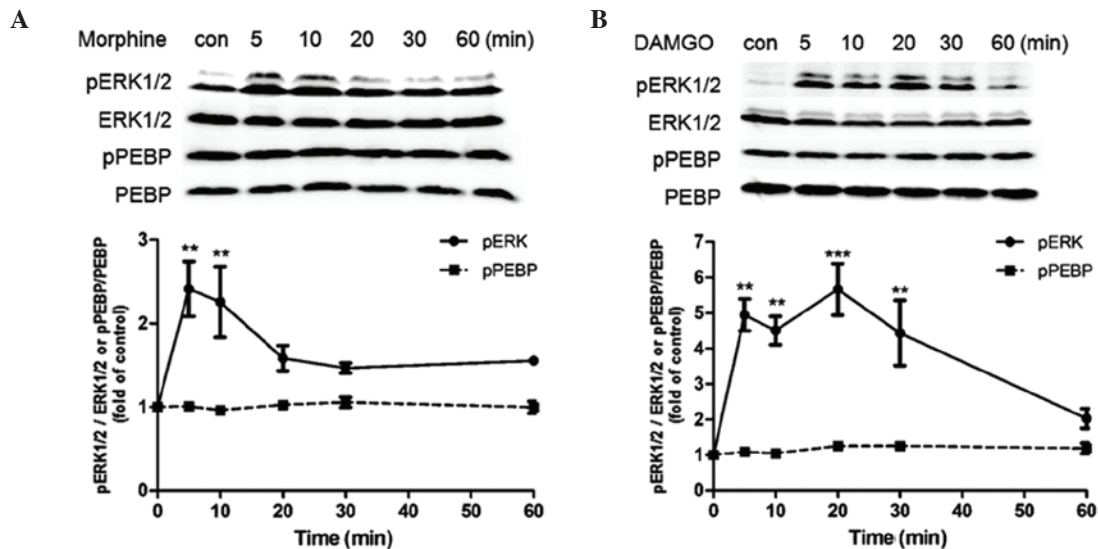 A
Morphine con 5 10 20 30 60 (min)
pERK1/2
ERK1/2
pPEBP
PEBP
pERK1/2 / ERK1/2 or pPEBP/PEBP
(fold of control)
3
2
1
0
** **
pERK
pPEBP
0 10 20 30 40 50 60
Time (min)
B
DAMGO con 5 10 20 30 60 (min)
pERK1/2
ERK1/2
pPEBP
PEBP
pERK1/2 / ERK1/2 or pPEBP/PEBP
(fold of control)
7
6
5
4
2
1
0
** ** *** **
pERK
pPEBP
0 10 20 30 40 50 60
Time (min)